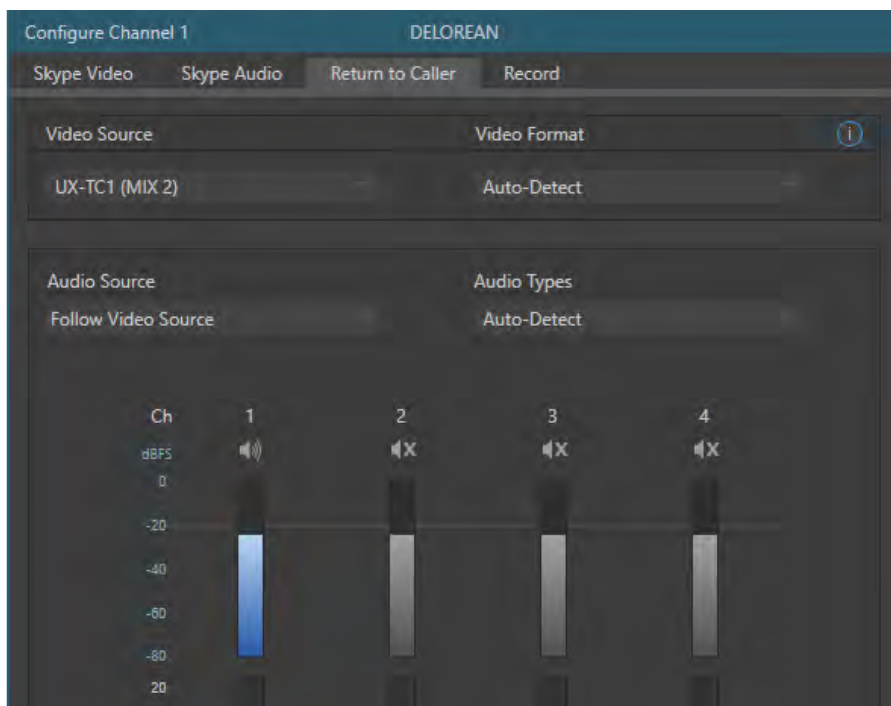 Configure Channel 1 DELOREAN
Skype Video Skype Audio Return to Caller Record
Video Source Video Format i
UX-TC1 (MIX 2) Auto-Detect
Audio Source Audio Types
Follow Video Source Auto-Detect
Ch 1 2 3 4
dBFS
0
-20
-40
-60
-80
20